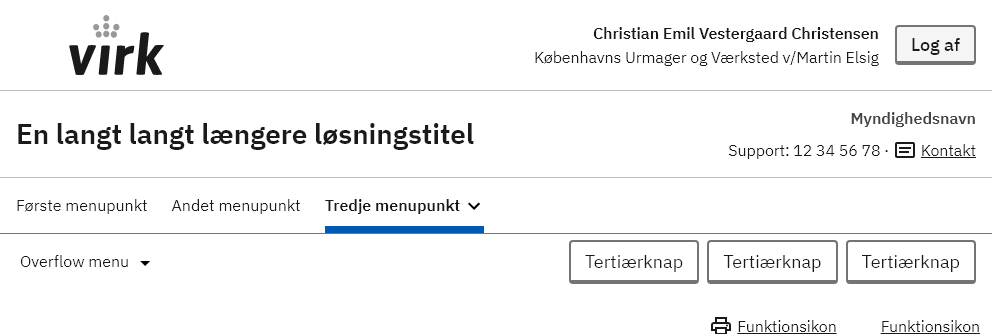 virk
Christian Emil Vestergaard Christensen
Københavns Urmager og Værksted v/Martin Elsig
Log af
En langt langt længere løsningstitel
Myndighedsnavn
Support: 12 34 56 78 · Kontakt
Første menupunkt Andet menupunkt Tredje menupunkt
Overflow menu Tertiærknap Tertiærknap Tertiærknap
Funktionsikon Funktionsikon